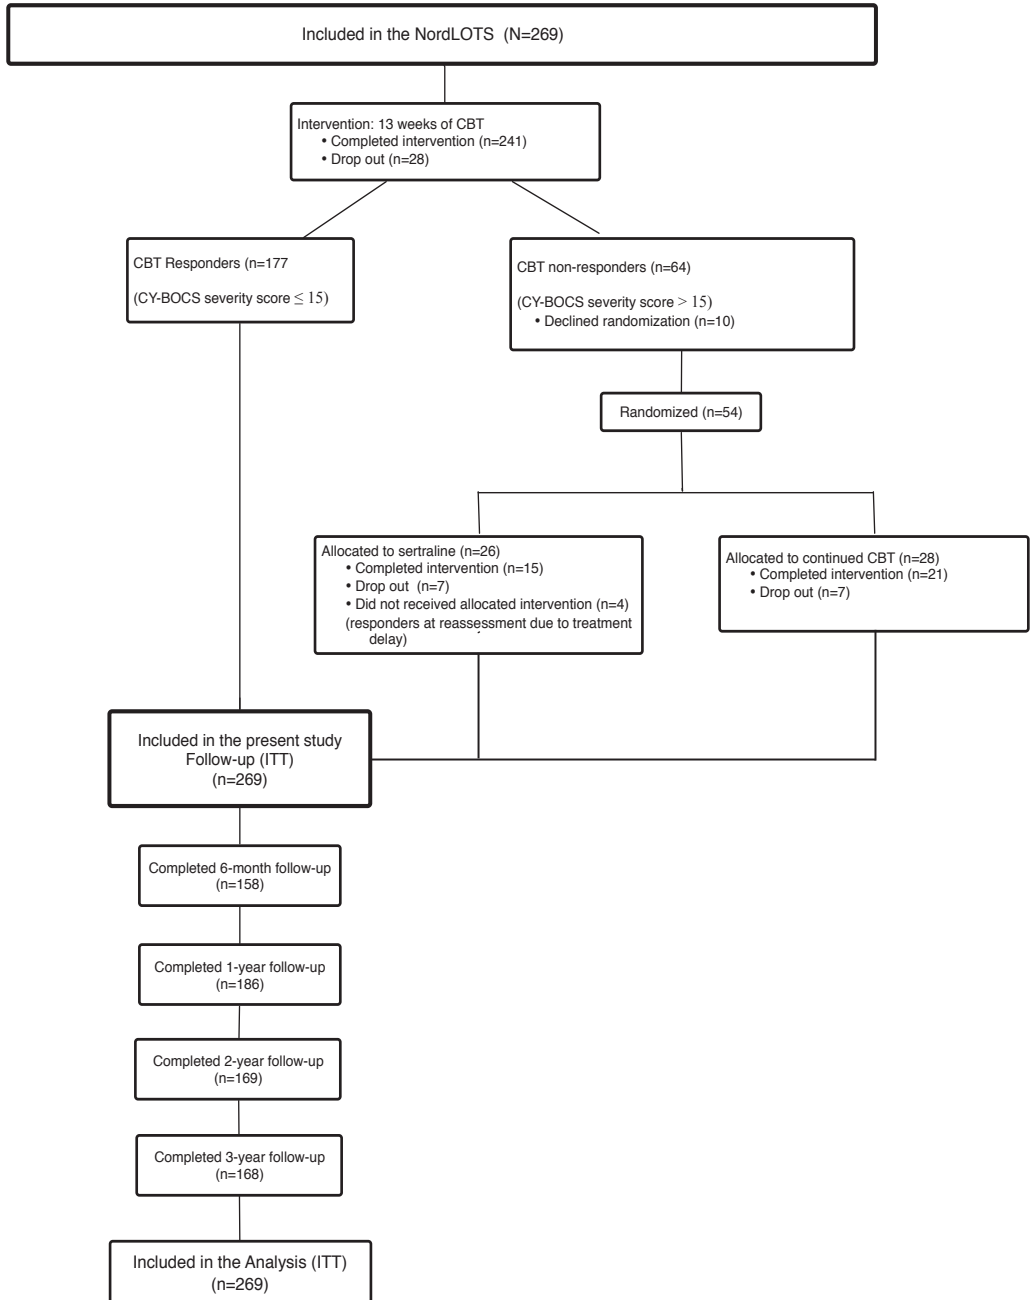 Included in the NordLOTS (N=269)
Intervention: 13 weeks of CBT
• Completed intervention (n=241)
• Drop out (n=28)
CBT Responders (n=177
(CY-BOCS severity score ≤ 15)
CBT non-responders (n=64)
(CY-BOCS severity score > 15)
• Declined randomization (n=10)
Randomized (n=54)
Allocated to sertraline (n=26)
• Completed intervention (n=15)
• Drop out (n=7)
• Did not received allocated intervention (n=4)
(responders at reassessment due to treatment
delay)
Allocated to continued CBT (n=28)
• Completed intervention (n=21)
• Drop out (n=7)
Included in the present study
Follow-up (ITT)
(n=269)
Completed 6-month follow-up
(n=158)
Completed 1-year follow-up
(n=186)
Completed 2-year follow-up
(n=169)
Completed 3-year follow-up
(n=168)
Included in the Analysis (ITT)
(n=269)